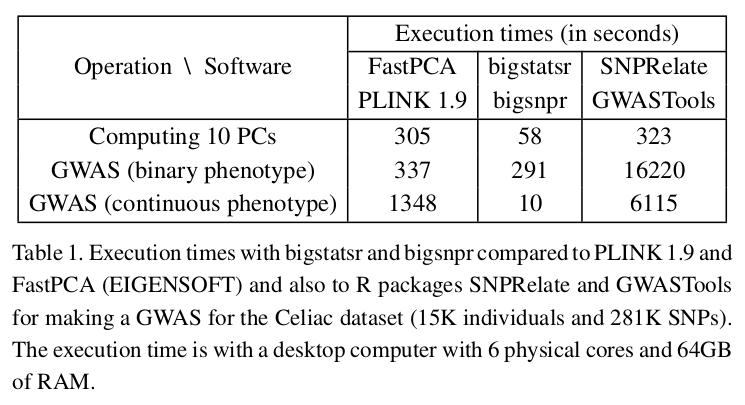 Operation \ Software
Execution times (in seconds)
FastPCA bigstatsr SNPRelate
PLINK 1.9 bigsnpr GWASTools
Computing 10 PCs 305 58 323
GWAS (binary phenotype) 337 291 16220
GWAS (continuous phenotype) 1348 10 6115
Table 1. Execution times with bigstatsr and bigsnpr compared to PLINK 1.9 and
FastPCA (EIGENSOFT) and also to R packages SNPRelate and GWASTools
for making a GWAS for the Celiac dataset (15K individuals and 281K SNPs).
The execution time is with a desktop computer with 6 physical cores and 64GB
of RAM.